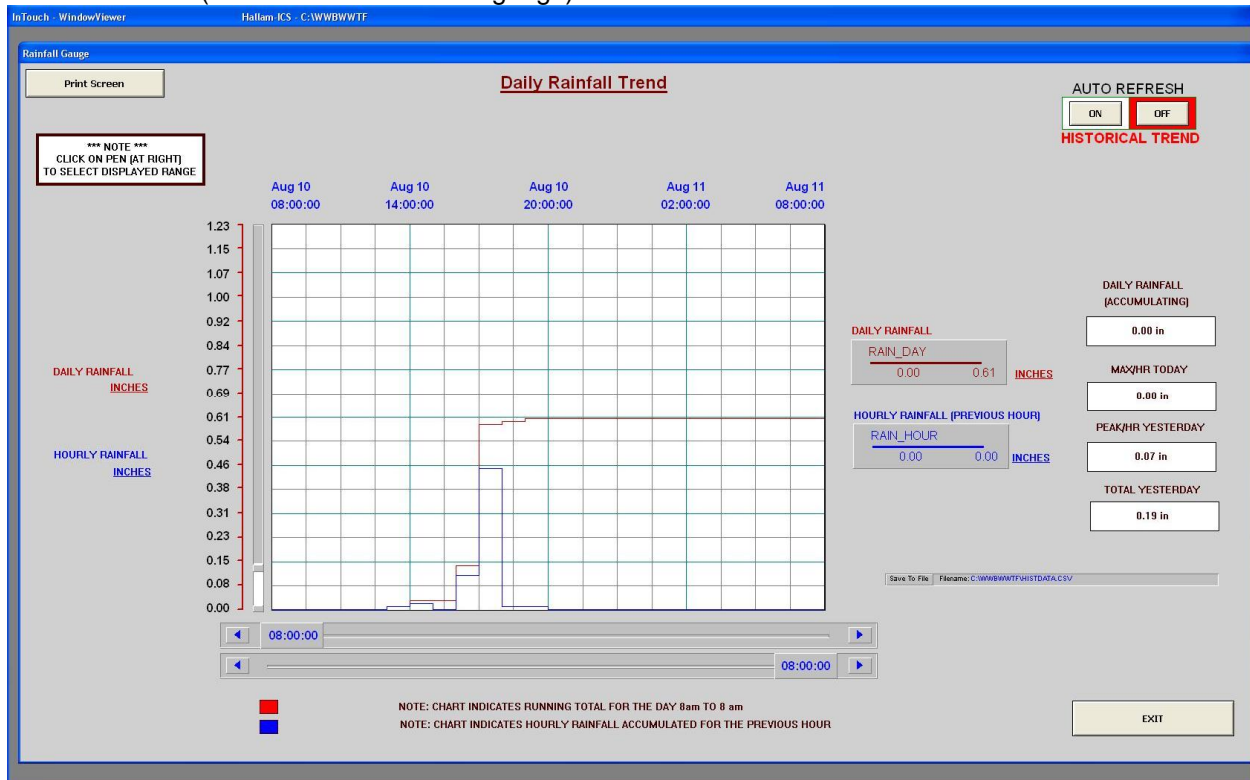 InTouch - WindowViewer Hallam-ICS - C:\WWBWWTF
Rainfall Gauge
Print Screen
Daily Rainfall Trend
AUTO REFRESH
ON OFF
HISTORICAL TREND
*** NOTE ***
CLICK ON PEN (AT RIGHT)
TO SELECT DISPLAYED RANGE
Aug 10 Aug 10 Aug 10 Aug 11 Aug 11
08:00:00 14:00:00 20:00:00 02:00:00 08:00:00
1.23
1.15
1.07
1.00
0.92
0.84
0.77
0.69
0.61
0.54
0.46
0.38
0.31
0.23
0.15
0.08
0.00
DAILY RAINFALL
INCHES
HOURLY RAINFALL
INCHES
DAILY RAINFALL
RAIN_DAY
0.00 0.61 INCHES
HOURLY RAINFALL (PREVIOUS HOUR)
RAIN_HOUR
0.00 0.00 INCHES
DAILY RAINFALL
(ACCUMULATING)
0.00 in
MAX/HR TODAY
0.00 in
PEAK/HR YESTERDAY
0.07 in
TOTAL YESTERDAY
0.19 in
Save To File Filename: C:\WWBWWTF\HISTDATA.CSV
08:00:00
08:00:00
NOTE: CHART INDICATES RUNNING TOTAL FOR THE DAY 8am TO 8 am
NOTE: CHART INDICATES HOURLY RAINFALL ACCUMULATED FOR THE PREVIOUS HOUR
EXIT